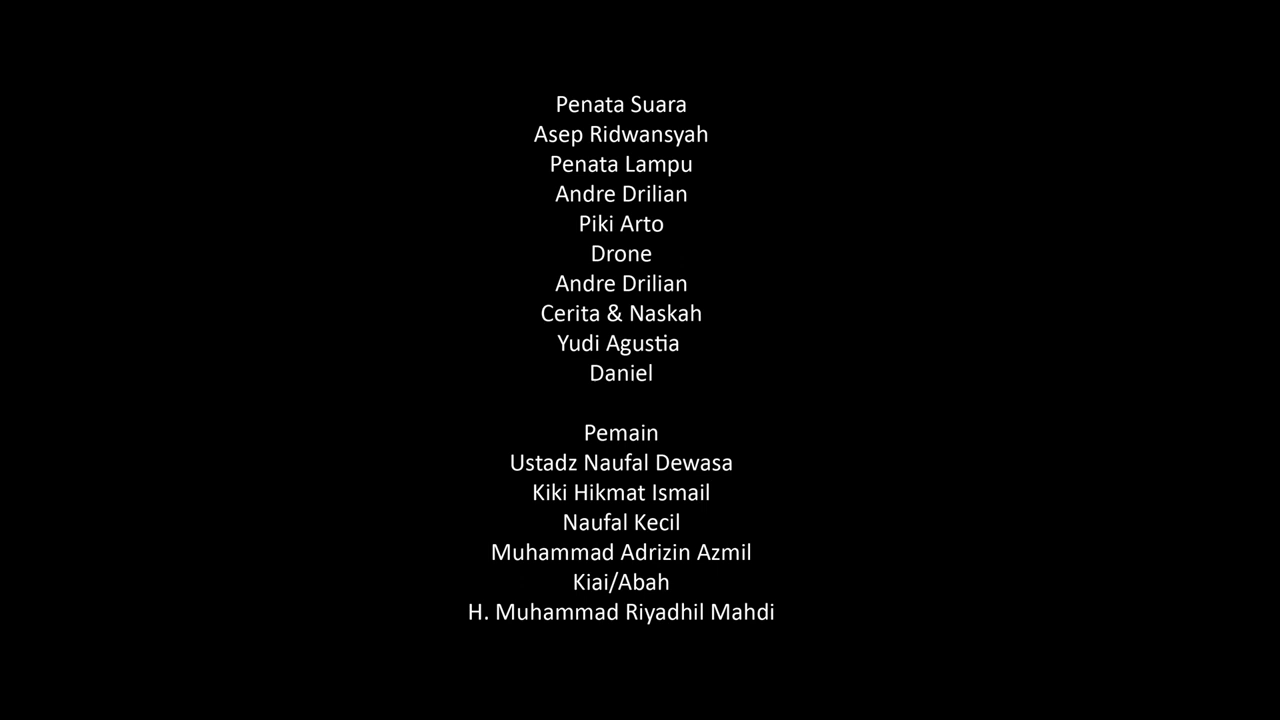 Penata Suara
Asep Ridwansyah
Penata Lampu
Andre Drilian
Piki Arto
Drone
Andre Drilian
Cerita & Naskah
Yudi Agustia
Daniel
Pemain
Ustadz Naufal Dewasa
Kiki Hikmat Ismail
Naufal Kecil
Muhammad Adrizin Azmil
Kiai/Abah
H. Muhammad Riyadhil Mahdi